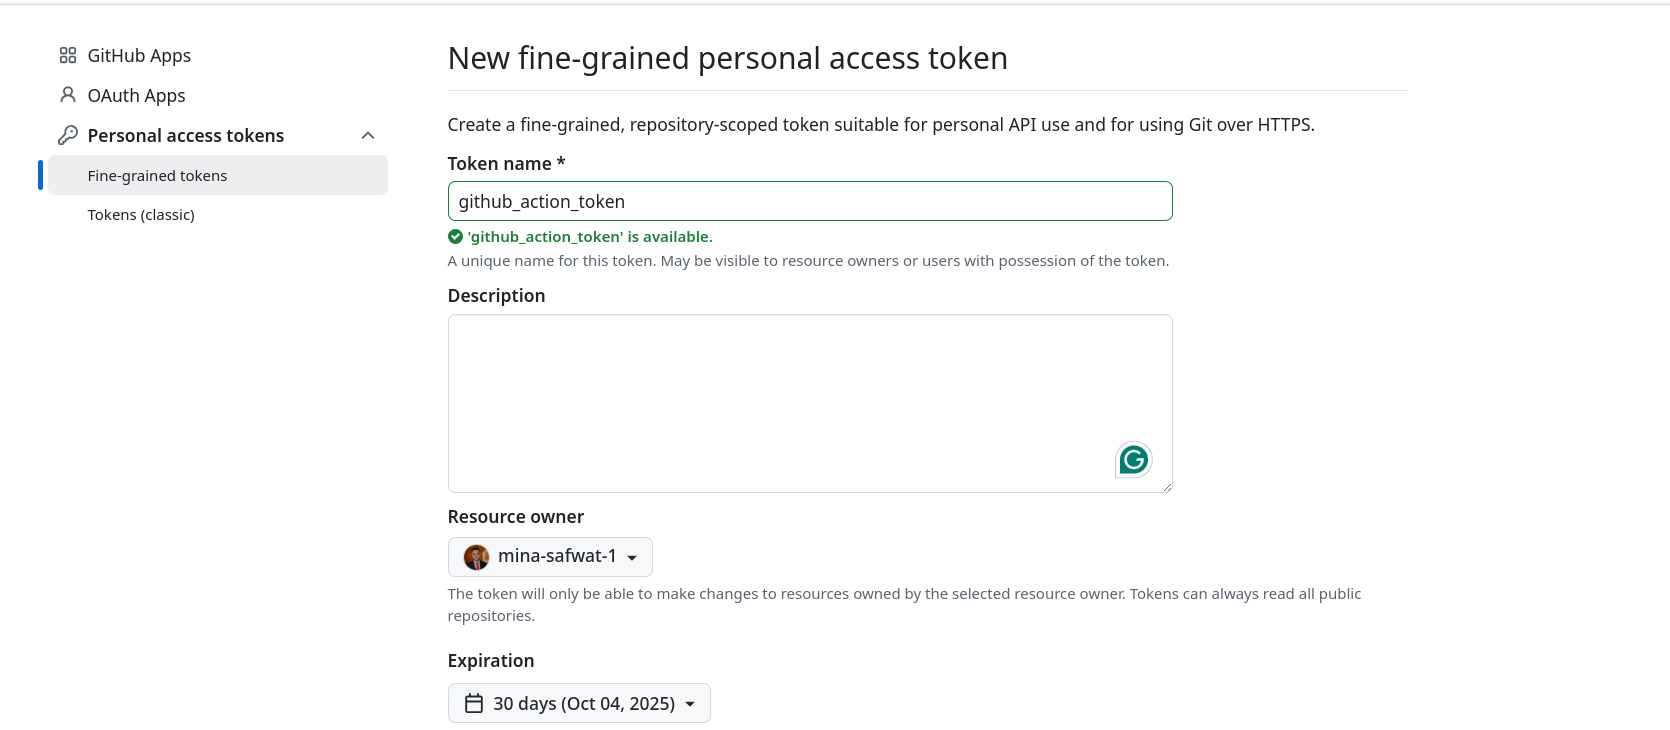 GitHub Apps
OAuth Apps
Personal access tokens
Fine-grained tokens
Tokens (classic)
New fine-grained personal access token
Create a fine-grained, repository-scoped token suitable for personal API use and for using Git over HTTPS.
Token name *
github_action_token
'github_action_token' is available.
A unique name for this token. May be visible to resource owners or users with possession of the token.
Description
Resource owner
mina-safwat-1
The token will only be able to make changes to resources owned by the selected resource owner. Tokens can always read all public
repositories.
Expiration
30 days (Oct 04, 2025)